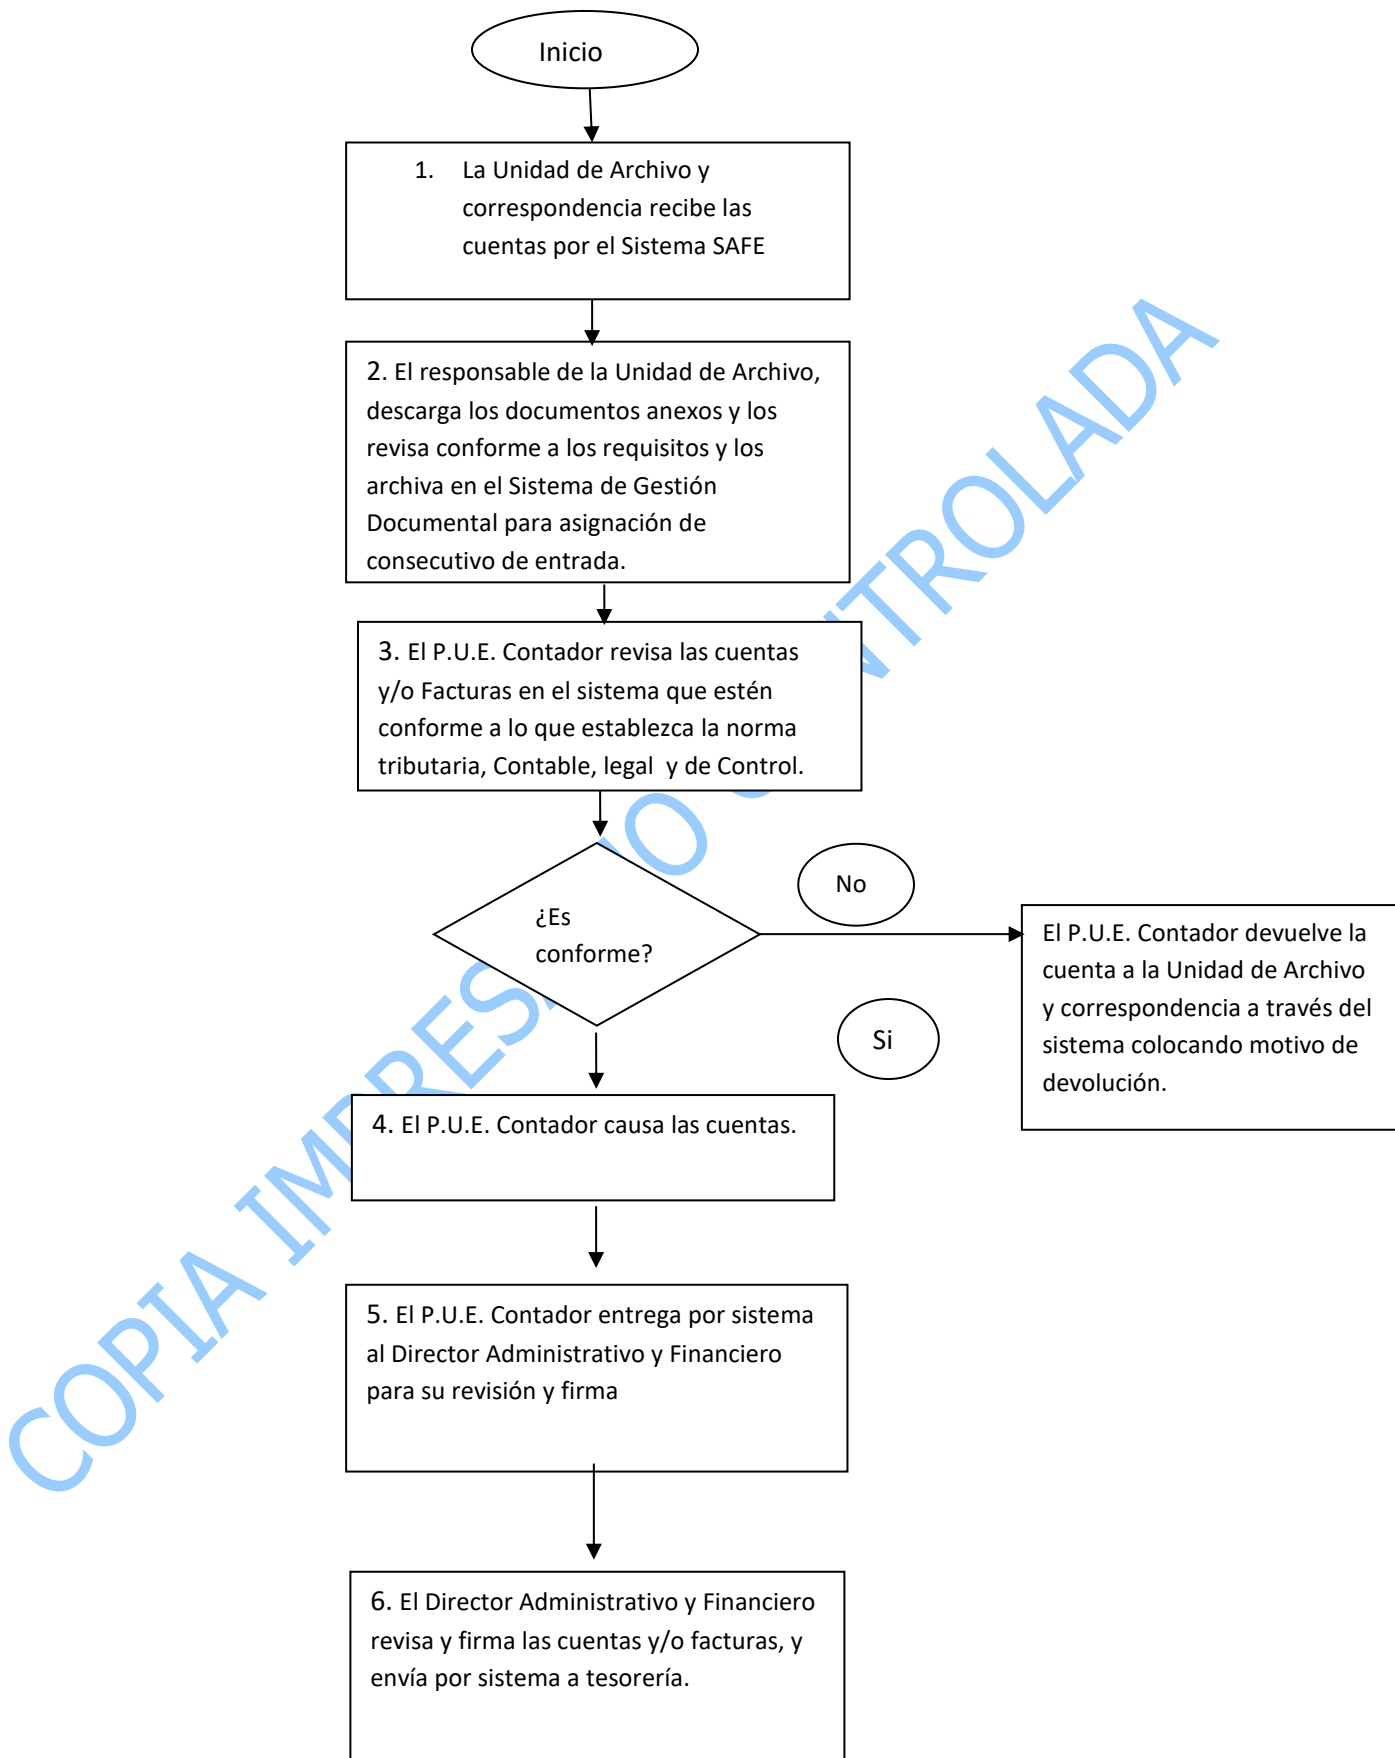 Inicio
1. La Unidad de Archivo y
correspondencia recibe las
cuentas por el Sistema SAFE
2. El responsable de la Unidad de Archivo,
descarga los documentos anexos y los
revisa conforme a los requisitos y los
archiva en el Sistema de Gestión
Documental para asignación de
consecutivo de entrada.
3. El P.U.E. Contador revisa las cuentas
y/o Facturas en el sistema que estén
conforme a lo que establezca la norma
tributaria, Contable, legal y de Control.
¿Es
conforme?
No
El P.U.E. Contador devuelve la
cuenta a la Unidad de Archivo
y correspondencia a través del
sistema colocando motivo de
devolución.
Si
4. El P.U.E. Contador causa las cuentas.
5. El P.U.E. Contador entrega por sistema
al Director Administrativo y Financiero
para su revisión y firma
6. El Director Administrativo y Financiero
revisa y firma las cuentas y/o facturas, y
envía por sistema a tesorería.
COPIA IMPRESA NO CONTROLADA